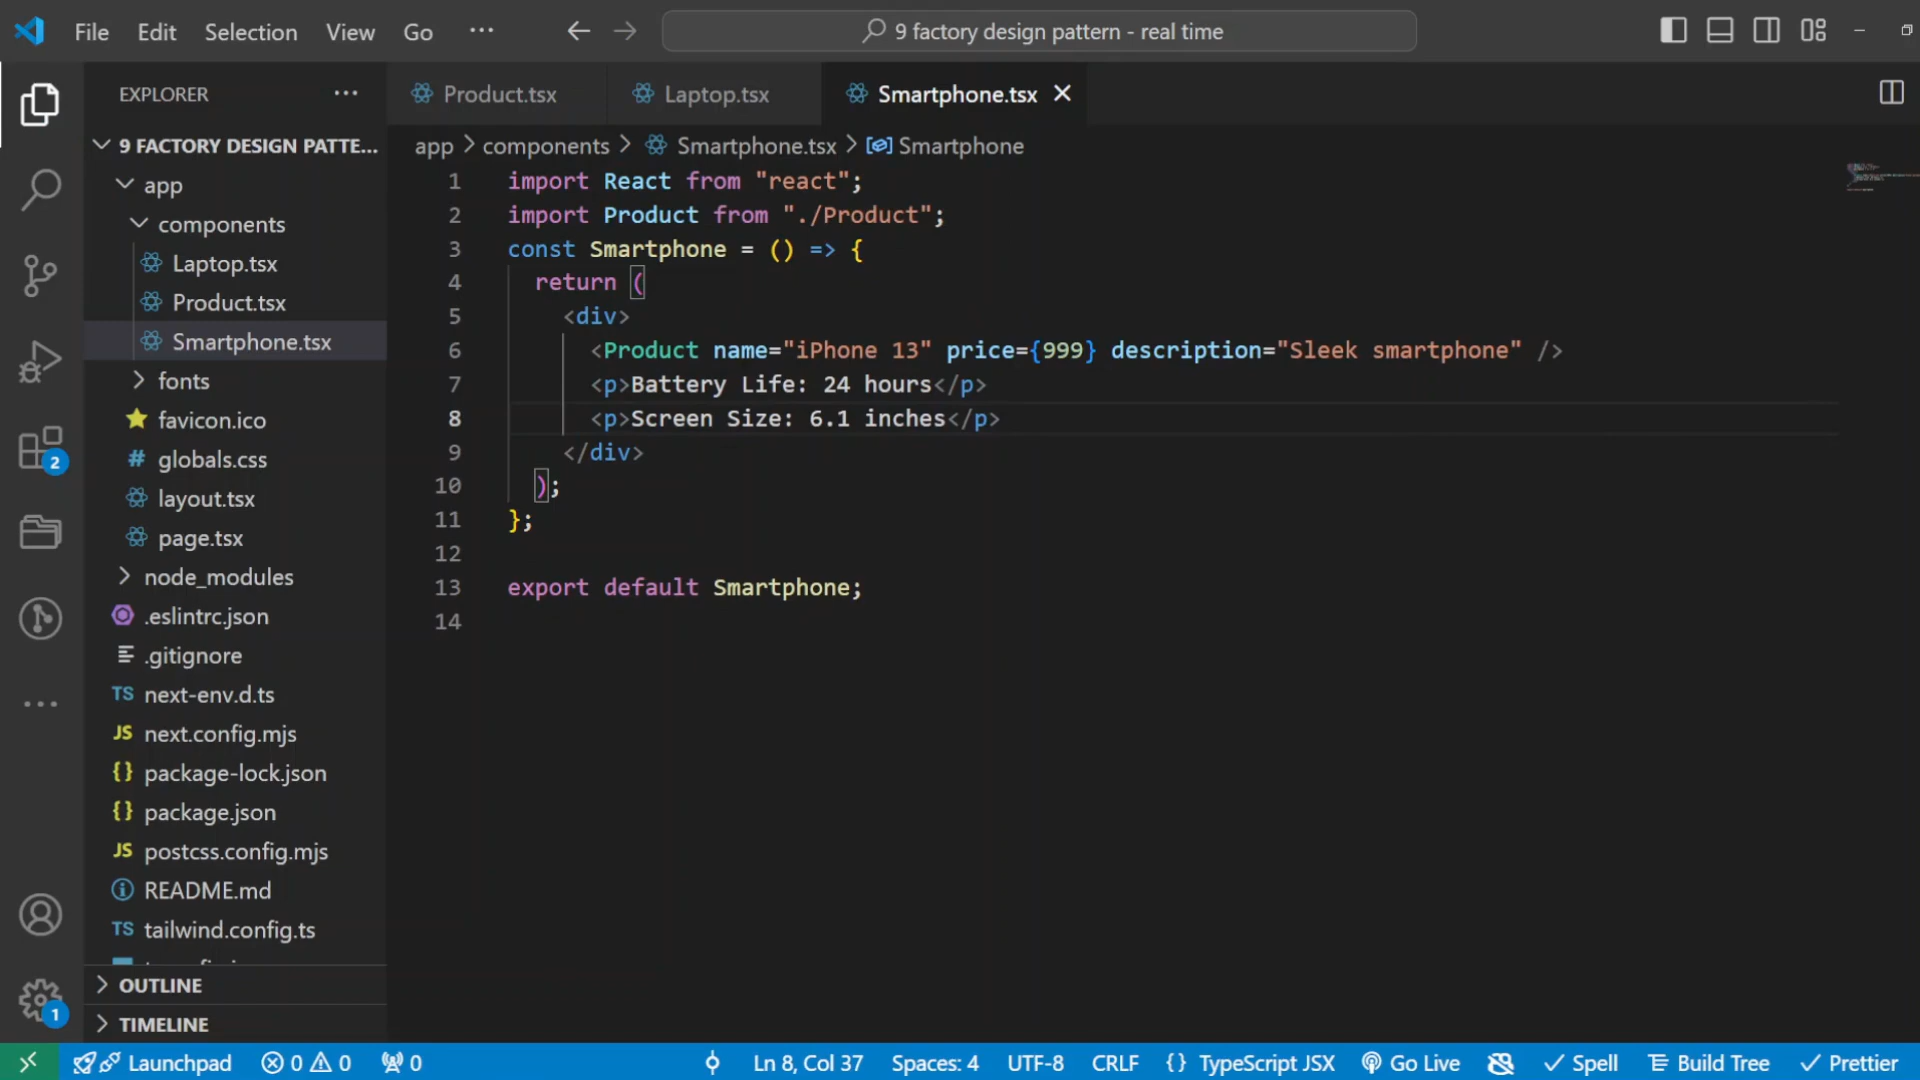 File Edit Selection View Go ···
9 factory design pattern - real time
EXPLORER ···
9 FACTORY DESIGN PATTE...
app
components
Laptop.tsx
Product.tsx
Smartphone.tsx
fonts
favicon.ico
# globals.css
layout.tsx
page.tsx
node_modules
.eslintrc.json
.gitignore
TS next-env.d.ts
JS next.config.mjs
{} package-lock.json
{} package.json
JS postcss.config.mjs
README.md
TS tailwind.config.ts
OUTLINE
TIMELINE
2
1
Product.tsx
Laptop.tsx
Smartphone.tsx
app > components > Smartphone.tsx > Smartphone
1 import React from "react";
2 import Product from "./Product";
3 const Smartphone = () => {
4 return (
5 <div>
6 <Product name="iPhone 13" price={999} description="Sleek smartphone" />
7 <p>Battery Life: 24 hours</p>
8 <p>Screen Size: 6.1 inches</p>
9 </div>
10 );
11 };
12
13 export default Smartphone;
14
Launchpad 0 0 0 Ln 8, Col 37 Spaces: 4 UTF-8 CRLF {} TypeScript JSX Go Live Spell Build Tree Prettier